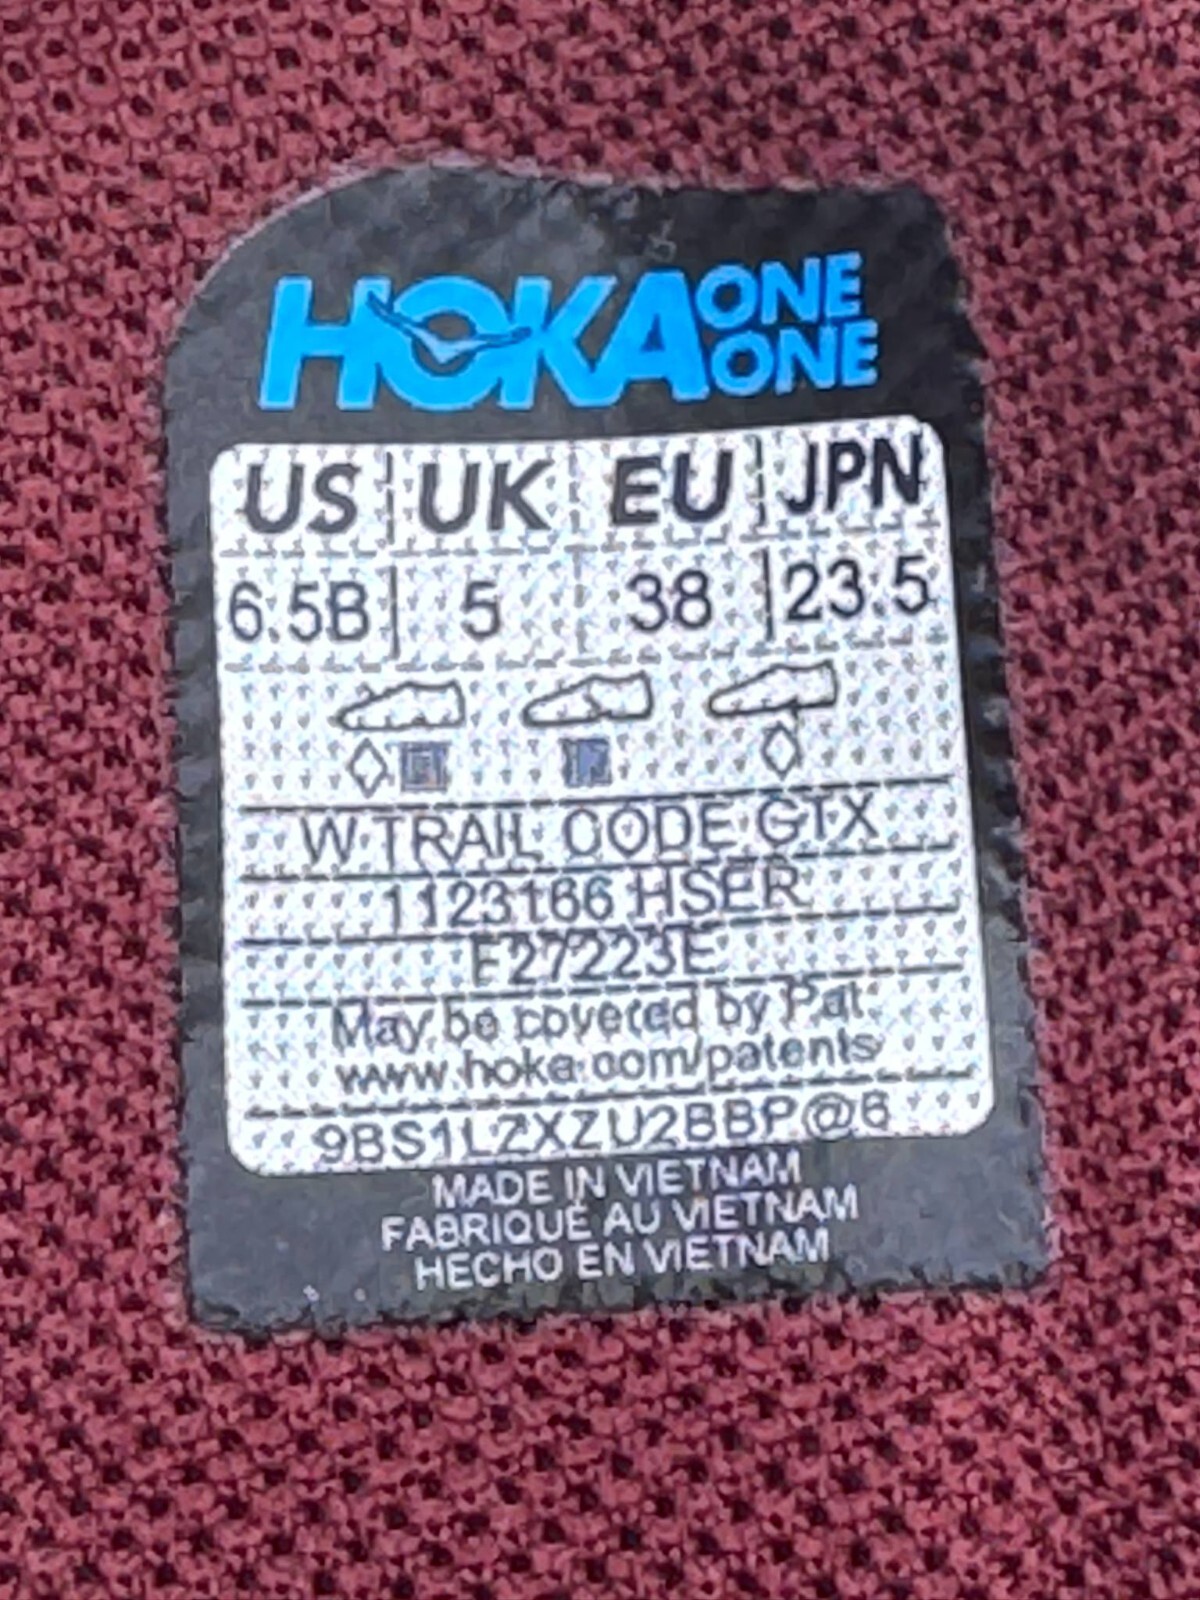 HOKA ONE ONE
US UK EU JPN
6.5B 5 38 23.5
W TRAIL CODE GTX
1123166 HSER
F27223E
May be covered by Pat.
www.hoka.com/patents
9BS1LZXZU2BBP@6
MADE IN VIETNAM
FABRIQUÉ AU VIETNAM
HECHO EN VIETNAM